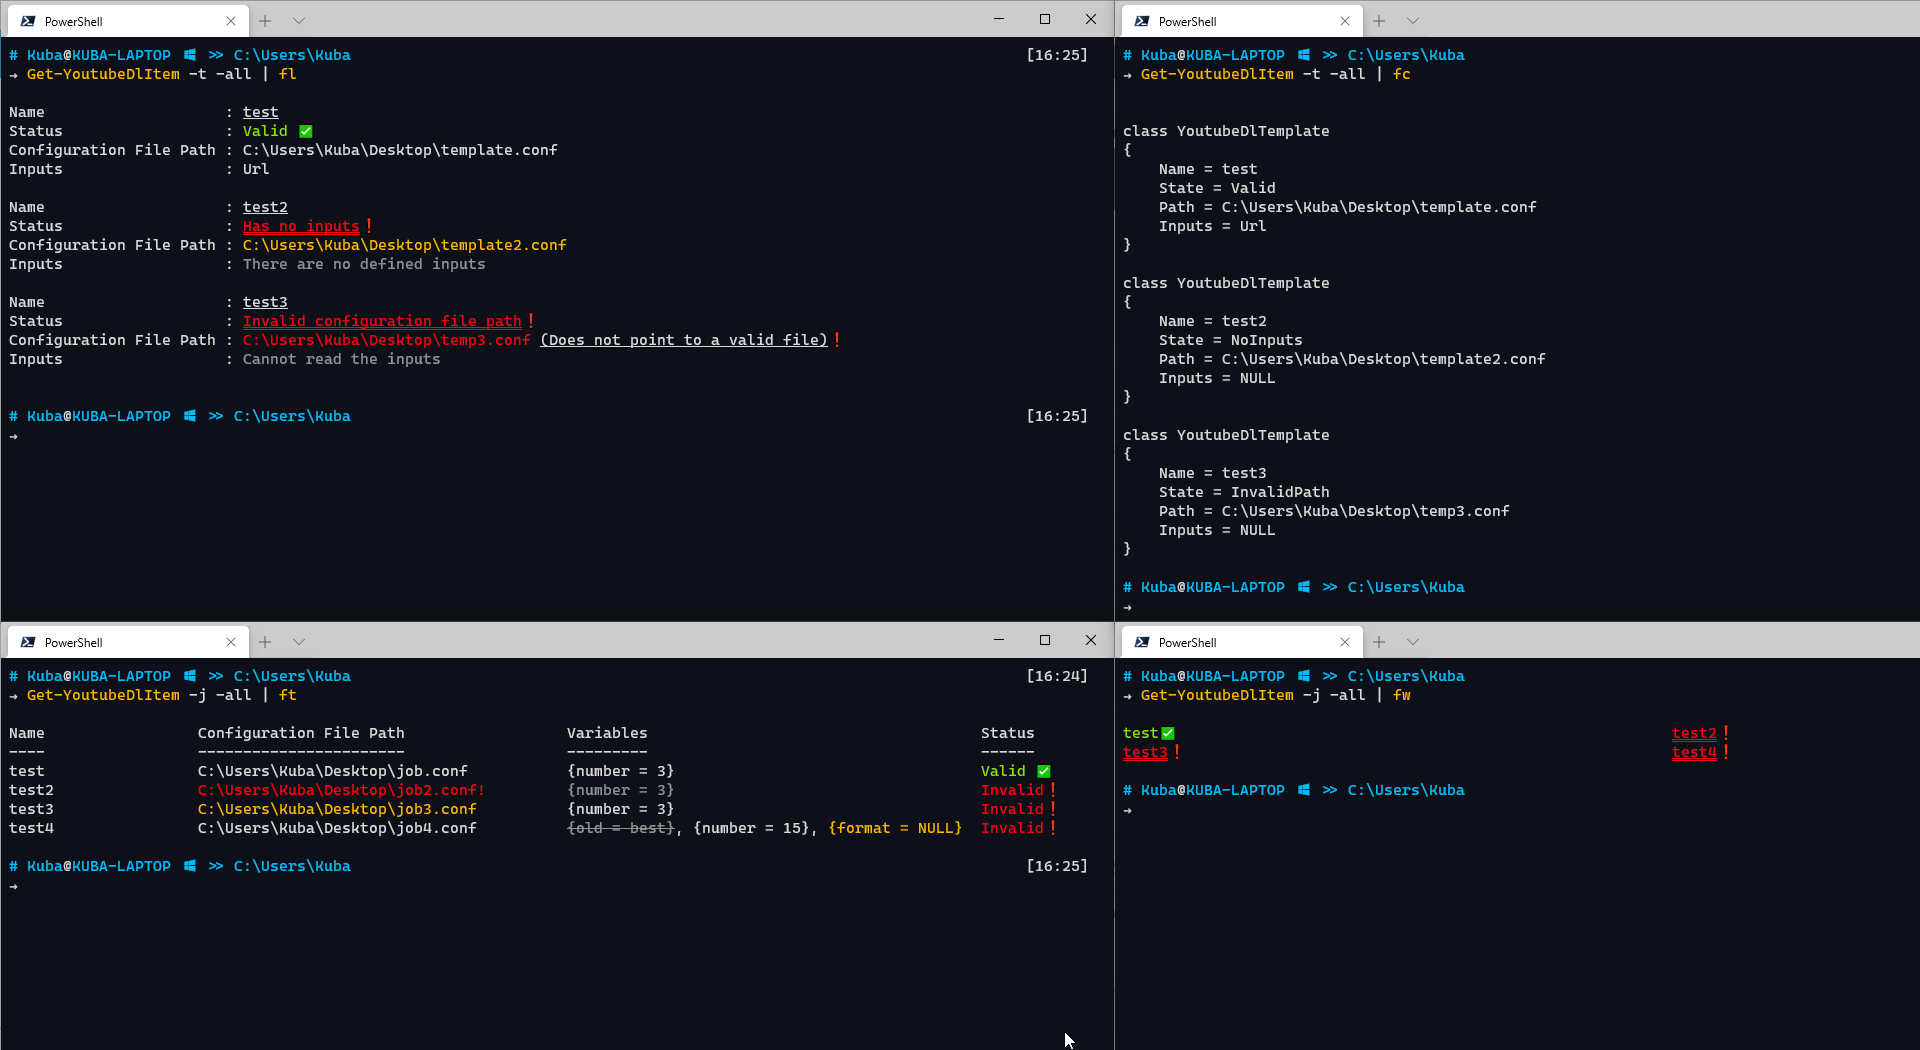 PowerShell
# Kuba@KUBA-LAPTOP >> C:\Users\Kuba [16:25]
→ Get-YoutubeDlItem -t -all | fl
Name : test
Status : Valid ✅
Configuration File Path : C:\Users\Kuba\Desktop\template.conf
Inputs : Url
Name : test2
Status : Has no inputs❗
Configuration File Path : C:\Users\Kuba\Desktop\template2.conf
Inputs : There are no defined inputs
Name : test3
Status : Invalid configuration file path❗
Configuration File Path : C:\Users\Kuba\Desktop\temp3.conf (Does not point to a valid file)❗
Inputs : Cannot read the inputs
# Kuba@KUBA-LAPTOP >> C:\Users\Kuba [16:25]
→
PowerShell
# Kuba@KUBA-LAPTOP >> C:\Users\Kuba
→ Get-YoutubeDlItem -t -all | fc
class YoutubeDlTemplate
{
Name = test
State = Valid
Path = C:\Users\Kuba\Desktop\template.conf
Inputs = Url
}
class YoutubeDlTemplate
{
Name = test2
State = NoInputs
Path = C:\Users\Kuba\Desktop\template2.conf
Inputs = NULL
}
class YoutubeDlTemplate
{
Name = test3
State = InvalidPath
Path = C:\Users\Kuba\Desktop\temp3.conf
Inputs = NULL
}
# Kuba@KUBA-LAPTOP >> C:\Users\Kuba
→
PowerShell
# Kuba@KUBA-LAPTOP >> C:\Users\Kuba [16:24]
→ Get-YoutubeDlItem -j -all | ft
Name Configuration File Path Variables Status
---- ----------------------- --------- ------
test C:\Users\Kuba\Desktop\job.conf {number = 3} Valid ✅
test2 C:\Users\Kuba\Desktop\job2.conf! {number = 3} Invalid❗
test3 C:\Users\Kuba\Desktop\job3.conf {number = 3} Invalid❗
test4 C:\Users\Kuba\Desktop\job4.conf {old = best}, {number = 15}, {format = NULL} Invalid❗
# Kuba@KUBA-LAPTOP >> C:\Users\Kuba [16:25]
→
PowerShell
# Kuba@KUBA-LAPTOP >> C:\Users\Kuba
→ Get-YoutubeDlItem -j -all | fw
test✅ test2❗
test3❗ test4❗
# Kuba@KUBA-LAPTOP >> C:\Users\Kuba
→